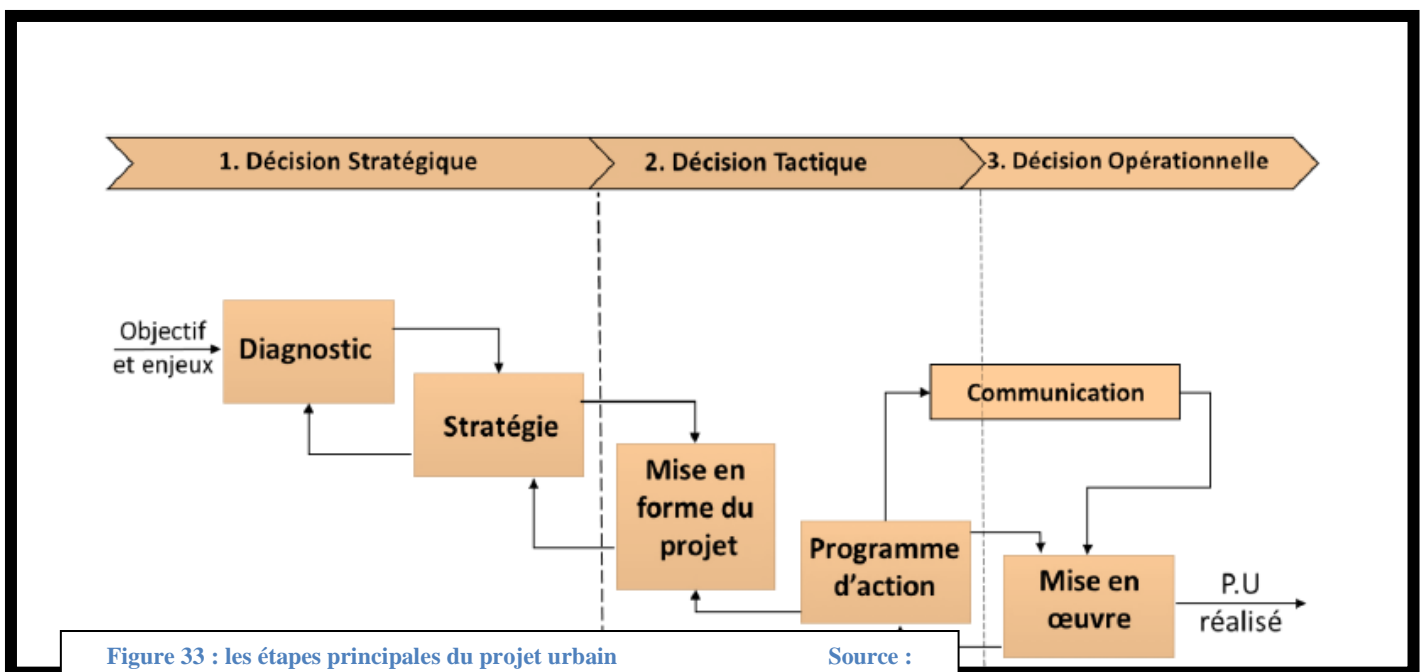 1. Décision Stratégique
2. Décision Tactique
3. Décision Opérationnelle
Objectif
et enjeux
Diagnostic
Stratégie
Mise en
forme du
projet
Programme
d'action
Communication
Mise en
œuvre
P.U
réalisé
Figure 33 : les étapes principales du projet urbain Source :